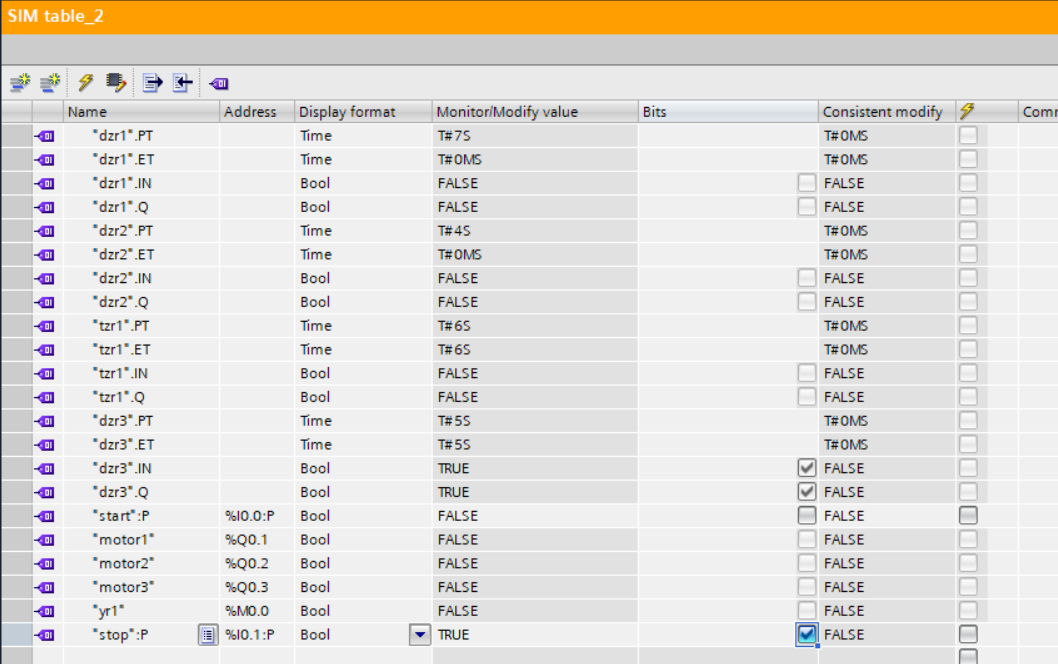 SIM table_2
Name Address Display format Monitor/Modify value Bits Consistent modify Comr
"dzr1".PT Time T#7S T#0MS
"dzr1".ET Time T#0MS T#0MS
"dzr1".IN Bool FALSE FALSE
"dzr1".Q Bool FALSE FALSE
"dzr2".PT Time T#4S T#0MS
"dzr2".ET Time T#0MS T#0MS
"dzr2".IN Bool FALSE FALSE
"dzr2".Q Bool FALSE FALSE
"tzr1".PT Time T#6S T#0MS
"tzr1".ET Time T#6S T#0MS
"tzr1".IN Bool FALSE FALSE
"tzr1".Q Bool FALSE FALSE
"dzr3".PT Time T#5S T#0MS
"dzr3".ET Time T#5S T#0MS
"dzr3".IN Bool TRUE FALSE
"dzr3".Q Bool TRUE FALSE
"start":P %I0.0:P Bool FALSE FALSE
"motor1" %Q0.1 Bool FALSE FALSE
"motor2" %Q0.2 Bool FALSE FALSE
"motor3" %Q0.3 Bool FALSE FALSE
"yr1" %M0.0 Bool FALSE FALSE
"stop":P %I0.1:P Bool TRUE FALSE